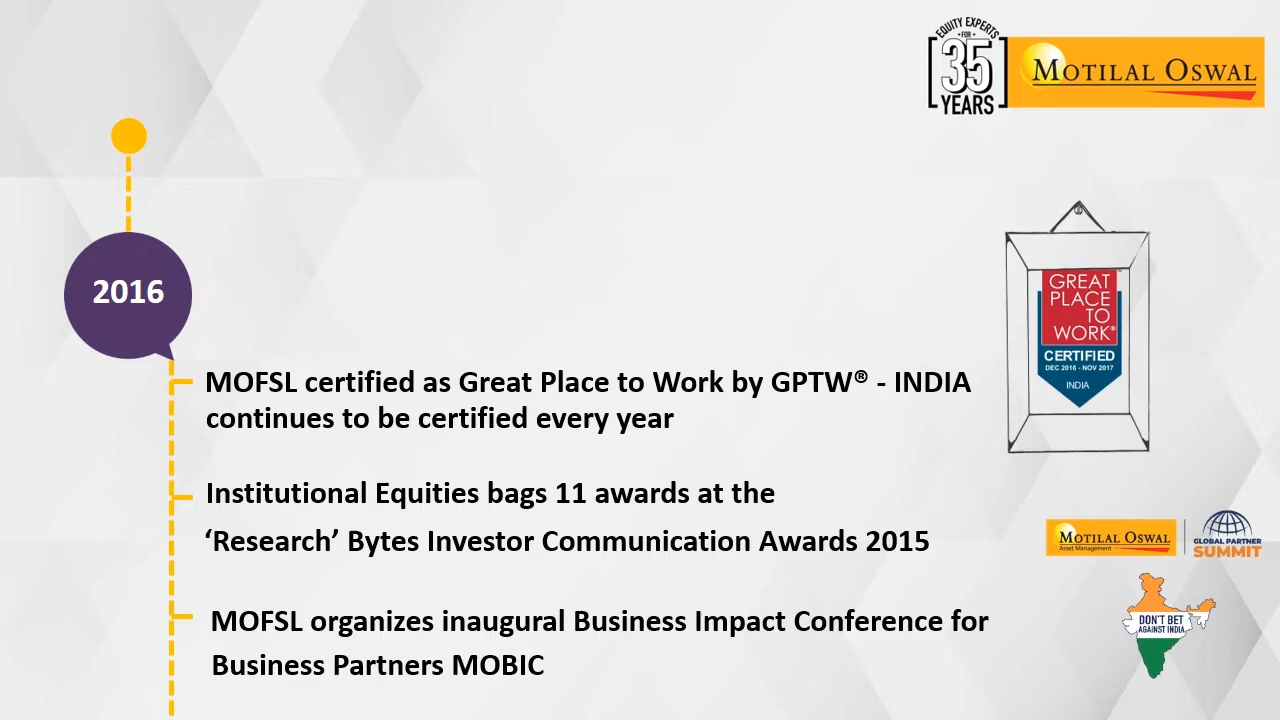 EQUITY EXPERTS
FOR
35
YEARS
MOTILAL OSWAL
2016
GREAT
PLACE
TO
WORK®
CERTIFIED
DEC 2016 - NOV 2017
INDIA
MOFSL certified as Great Place to Work by GPTW® - INDIA
continues to be certified every year
Institutional Equities bags 11 awards at the
‘Research’ Bytes Investor Communication Awards 2015
MOTILAL OSWAL
Asset Management
GLOBAL PARTNER
SUMMIT
DON'T BET
AGAINST INDIA
MOFSL organizes inaugural Business Impact Conference for
Business Partners MOBIC